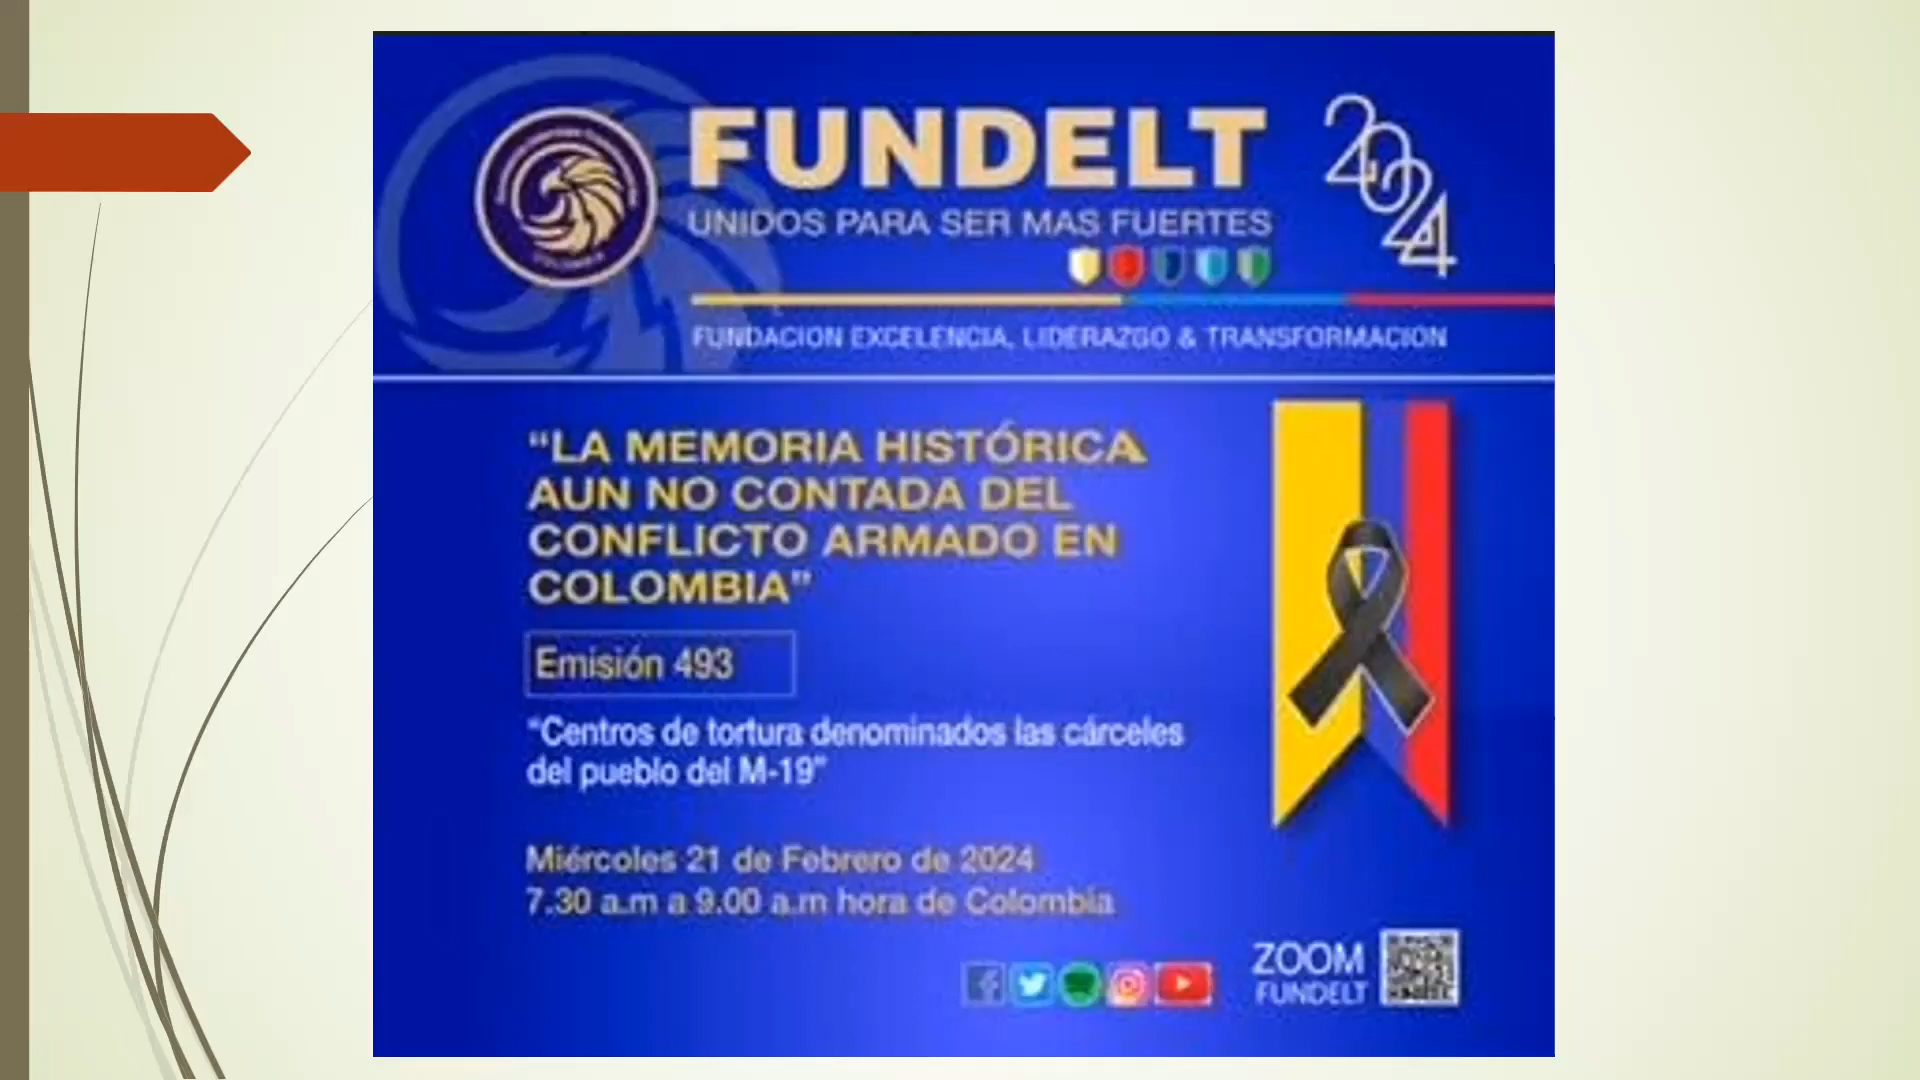 FUNDELT
2024
UNIDOS PARA SER MAS FUERTES
FUNDACION EXCELENCIA, LIDERAZGO & TRANSFORMACION
COLOMBIA
“LA MEMORIA HISTÓRICA
AUN NO CONTADA DEL
CONFLICTO ARMADO EN
COLOMBIA”
Emisión 493
“Centros de tortura denominados las cárceles
del pueblo del M-19”
Miércoles 21 de Febrero de 2024
7.30 a.m a 9.00 a.m hora de Colombia
ZOOM
FUNDELT